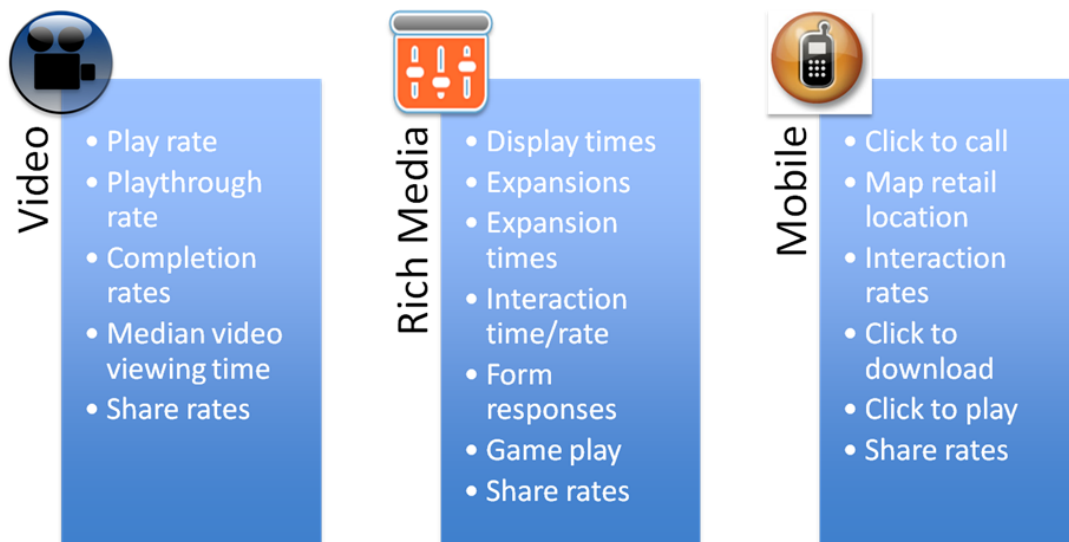 Video
• Play rate
• Playthrough
rate
• Completion
rates
• Median video
viewing time
• Share rates
Rich Media
• Display times
• Expansions
• Expansion
times
• Interaction
time/rate
• Form
responses
• Game play
• Share rates
Mobile
• Click to call
• Map retail
location
• Interaction
rates
• Click to
download
• Click to play
• Share rates